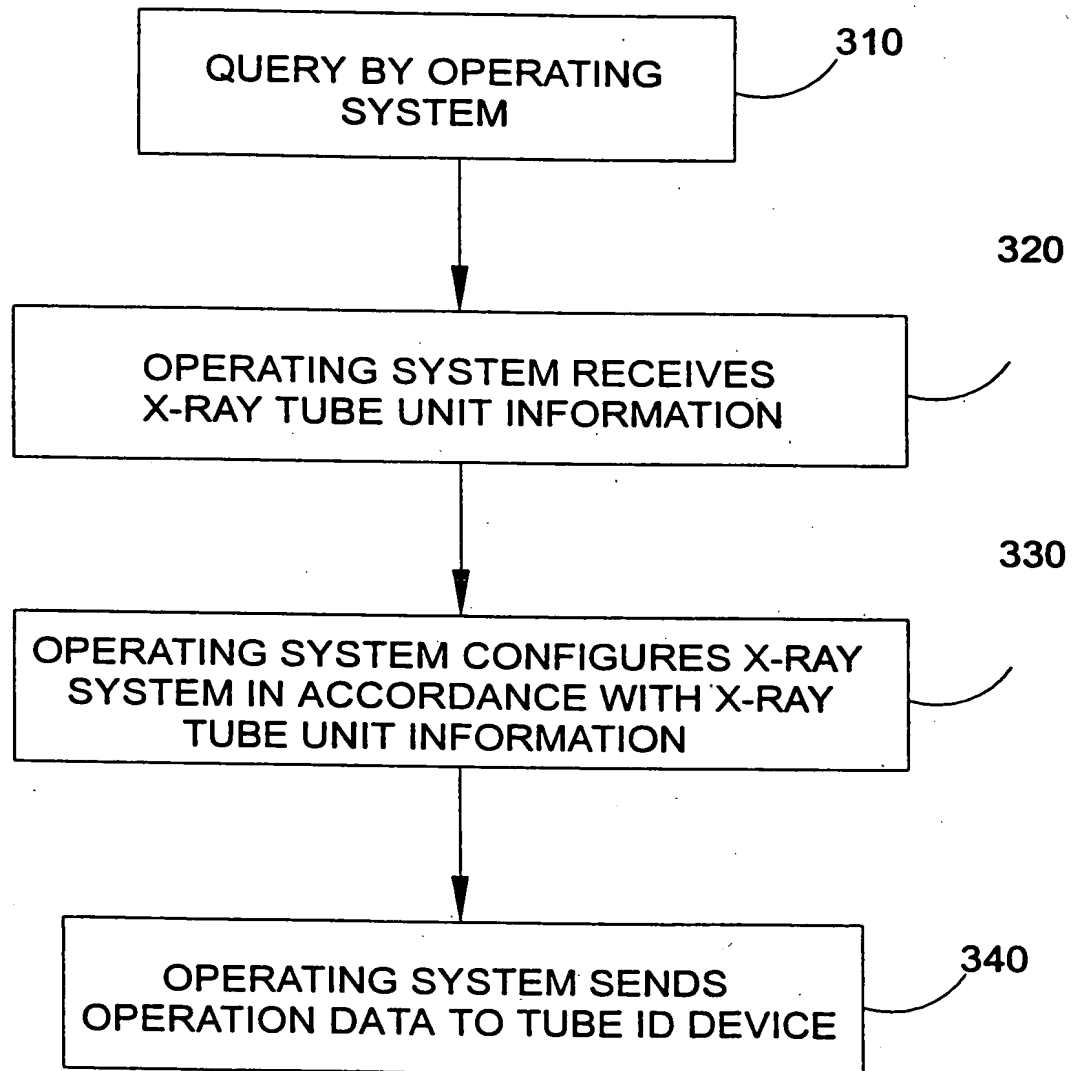 310
QUERY BY OPERATING
SYSTEM
320
OPERATING SYSTEM RECEIVES
X-RAY TUBE UNIT INFORMATION
330
OPERATING SYSTEM CONFIGURES X-RAY
SYSTEM IN ACCORDANCE WITH X-RAY
TUBE UNIT INFORMATION
340
OPERATING SYSTEM SENDS
OPERATION DATA TO TUBE ID DEVICE